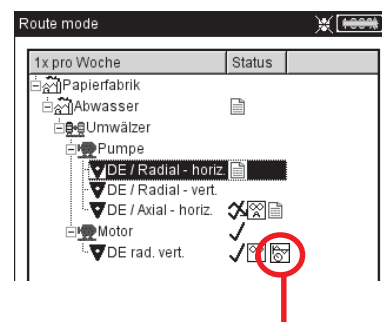 Route mode
1x pro Woche Status
Papierfabrik
Abwasser
Umwälzer
Pumpe
DE / Radial - horiz.
DE / Radial - vert.
DE / Axial - horiz.
Motor
DE rad. vert.